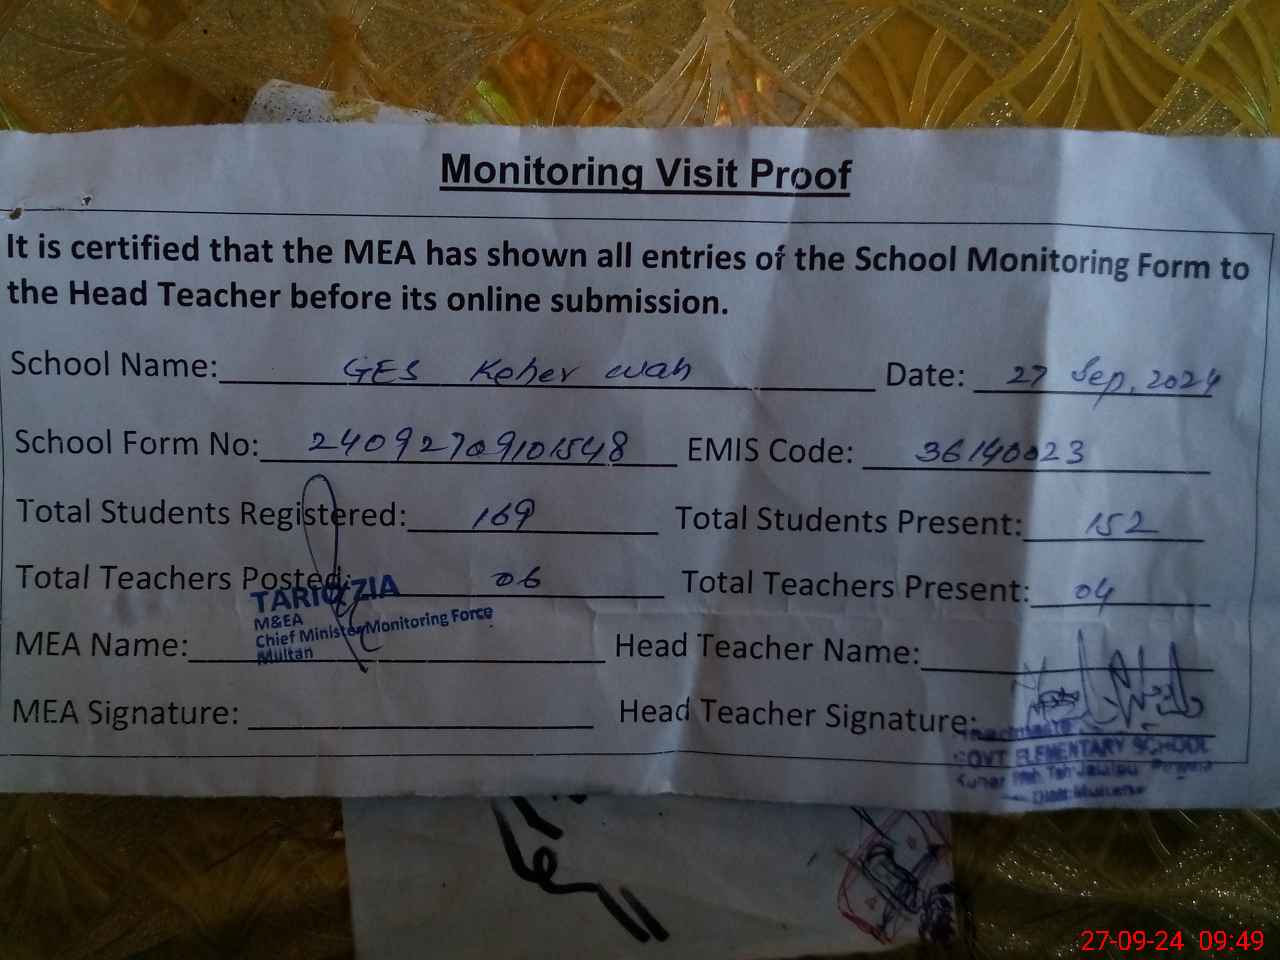 Monitoring Visit Proof
It is certified that the MEA has shown all entries of the School Monitoring Form to
the Head Teacher before its online submission.
School Name: GES Keher wah Date: 27 Sep, 2024
School Form No: 24092709101548 EMIS Code: 36140023
Total Students Registered: 169 Total Students Present: 152
Total Teachers Posted: 06 Total Teachers Present: 04
TARIQ ZIA
M&EA
Chief Minister Monitoring Force
Multan
MEA Name: Head Teacher Name:
MEA Signature: Head Teacher Signature:
GOVT ELEMENTARY SCHOOL
27-09-24 09:49